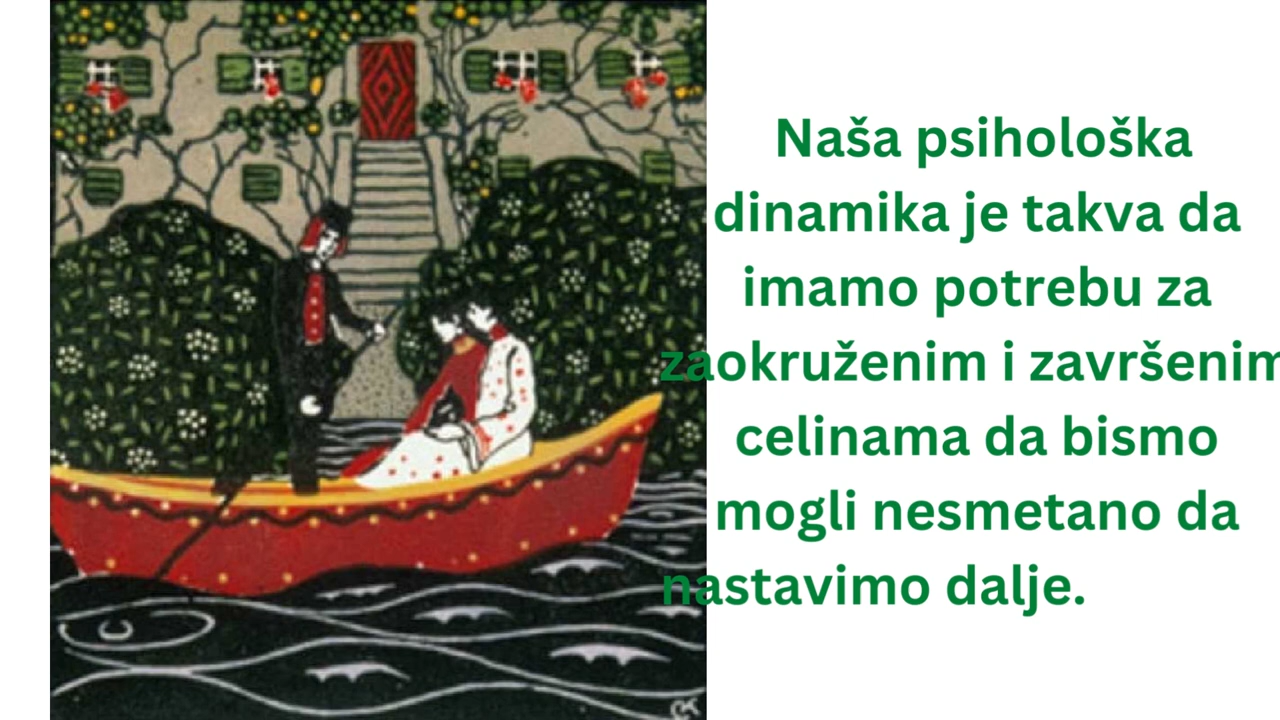 Naša psihološka
dinamika je takva da
imamo potrebu za
zaokruženim i završenim
celinama da bismo
mogli nesmetano da
nastavimo dalje.